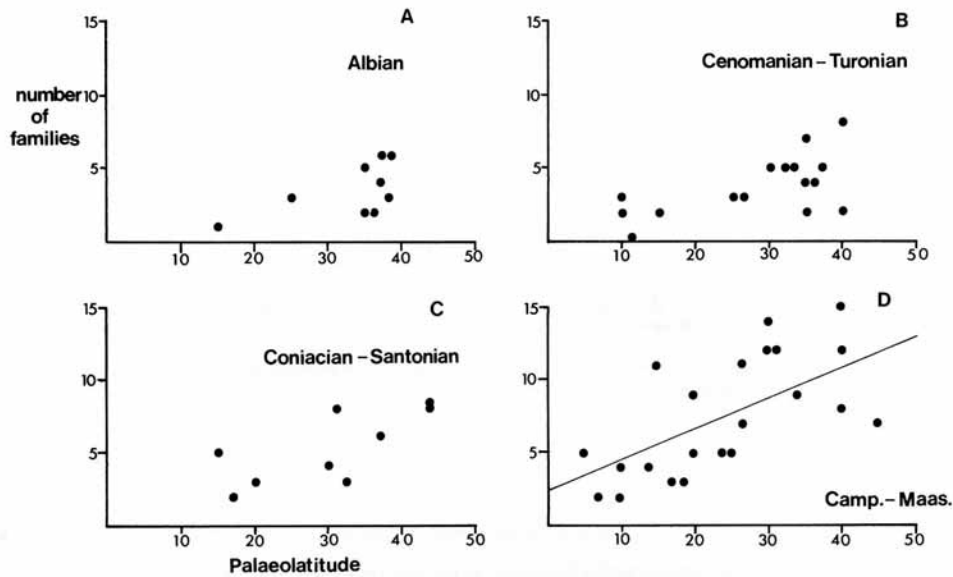 A
Albian
number
of
families
15
10
5
10 20 30 40 50
B
Cenomanian – Turonian
15
10
5
10 20 30 40 50
C
Coniacian – Santonian
15
10
5
10 20 30 40 50
Palaeolatitude
D
Camp. – Maas.
15
10
5
10 20 30 40 50